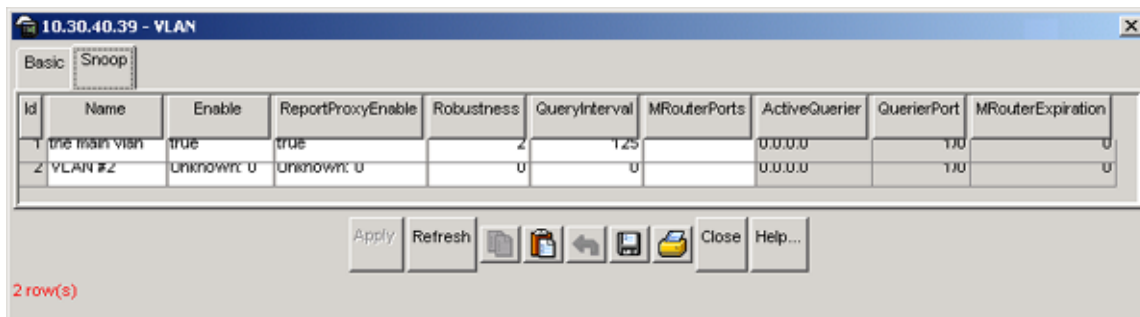 10.30.40.39 - VLAN
Basic Snoop
Id Name Enable ReportProxyEnable Robustness QueryInterval MRouterPorts ActiveQuerier QuerierPort MRouterExpiration
1 the main vlan true true 2 125 0.0.0.0 1/0 0
2 VLAN #2 Unknown: 0 Unknown: 0 0 0 0.0.0.0 1/0 0
Apply Refresh Close Help...
2 row(s)